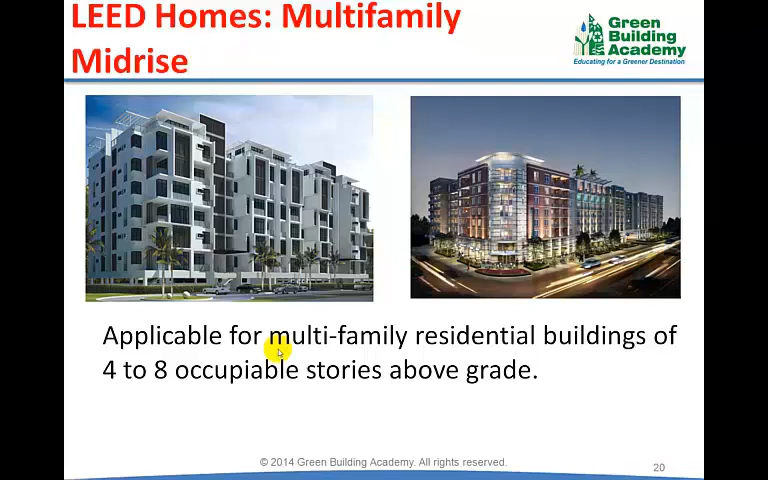 LEED Homes: Multifamily
Midrise
Green
Building
Academy
Educating for a Greener Destination
Applicable for multi-family residential buildings of
4 to 8 occupiable stories above grade.
© 2014 Green Building Academy. All rights reserved.
20